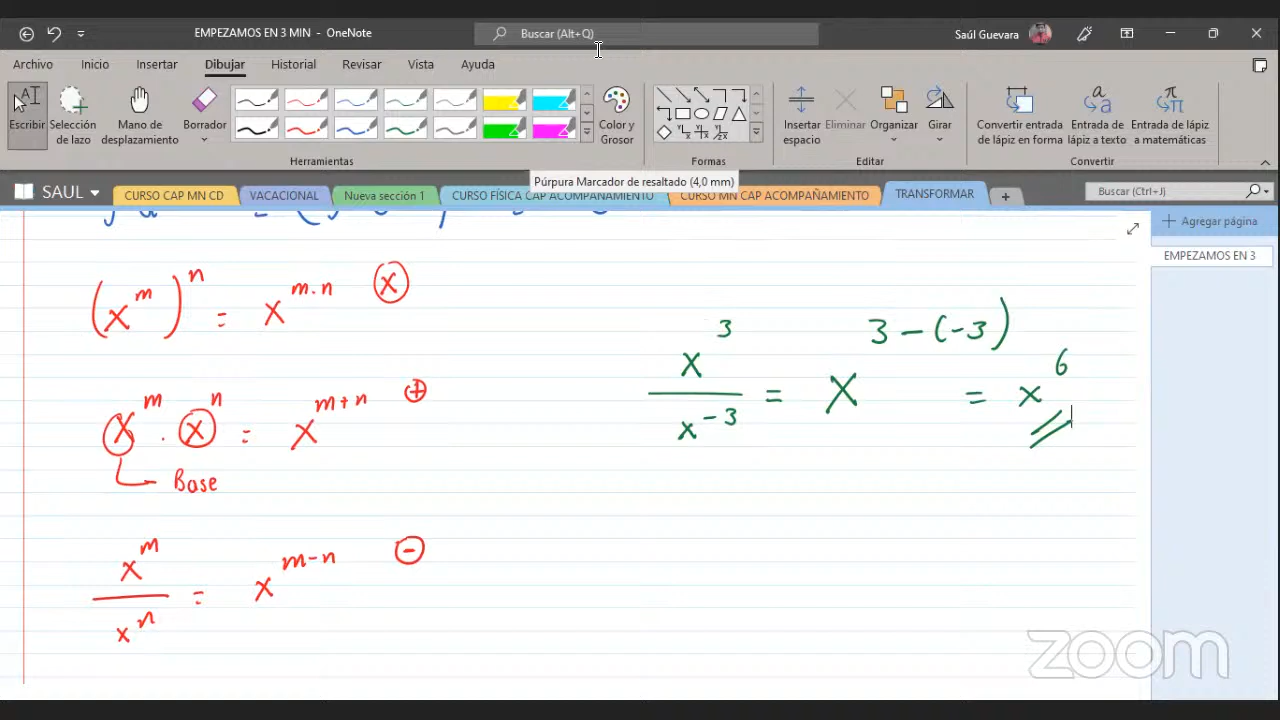 EMPEZAMOS EN 3 MIN - OneNote
Buscar (Alt+Q)
Saúl Guevara
Archivo Inicio Insertar Dibujar Historial Revisar Vista Ayuda
Escribir
Selección de lazo
Mano de desplazamiento
Borrador
Color y Grosor
Insertar espacio
Eliminar
Organizar
Girar
Convertir entrada de lápiz en forma
Entrada de lápiz a texto
Entrada de lápiz a matemáticas
Herramientas
Formas
Editar
Convertir
Púrpura Marcador de resaltado (4,0 mm)
SAUL
CURSO CAP MN CD
VACACIONAL
Nueva sección 1
CURSO FÍSICA CAP ACOMPAÑAMIENTO
CURSO MN CAP ACOMPAÑAMIENTO
TRANSFORMAR
Buscar (Ctrl+J)
Agregar página
EMPEZAMOS EN 3
(x^m)^n = x^{m·n} ⓧ
x^m · x^n = x^{m+n} ⊕
Base
x^m / x^n = x^{m-n} ⊖
x^3 / x^{-3} = x^{3-(-3)} = x^6
zoom